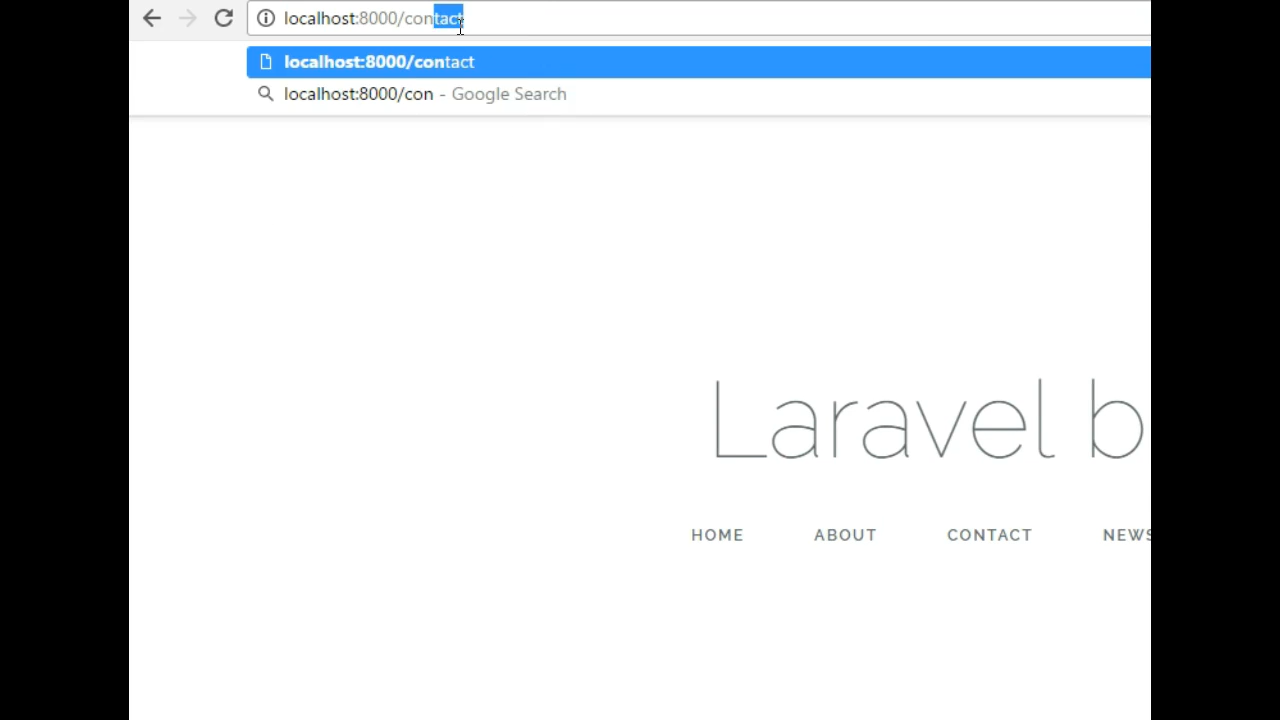 localhost:8000/contact
localhost:8000/contact
localhost:8000/con - Google Search
Laravel b
HOME ABOUT CONTACT NEWS